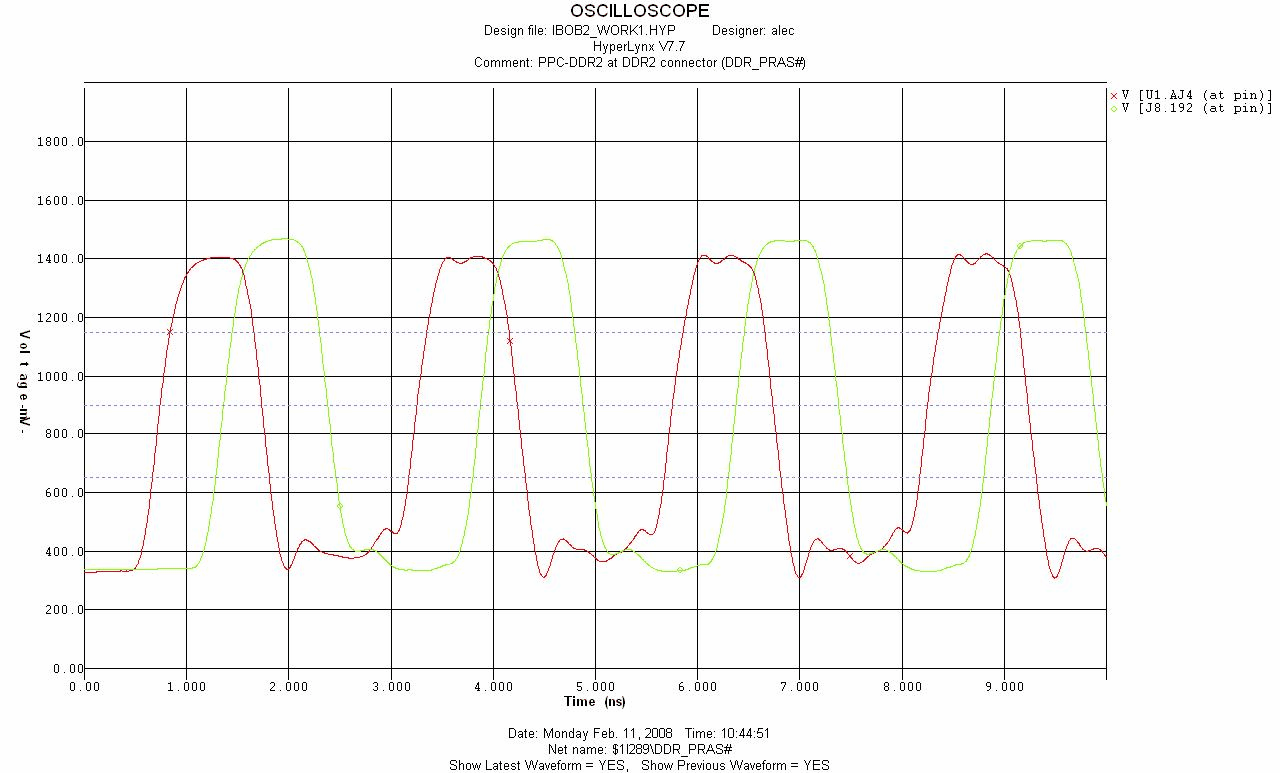 OSCILLOSCOPE
Design file: IBOB2_WORK1.HYP Designer: alec
HyperLynx V7.7
Comment: PPC-DDR2 at DDR2 connector (DDR_PRAS#)
V [U1.AJ4 (at pin)]
V [J8.192 (at pin)]
1800.0
1600.0
1400.0
1200.0
1000.0
800.0
600.0
400.0
200.0
0.00
Voltage-mV-
0.00 1.000 2.000 3.000 4.000 5.000 6.000 7.000 8.000 9.000
Time (ns)
Date: Monday Feb. 11, 2008 Time: 10:44:51
Net name: $1I289\DDR_PRAS#
Show Latest Waveform = YES, Show Previous Waveform = YES